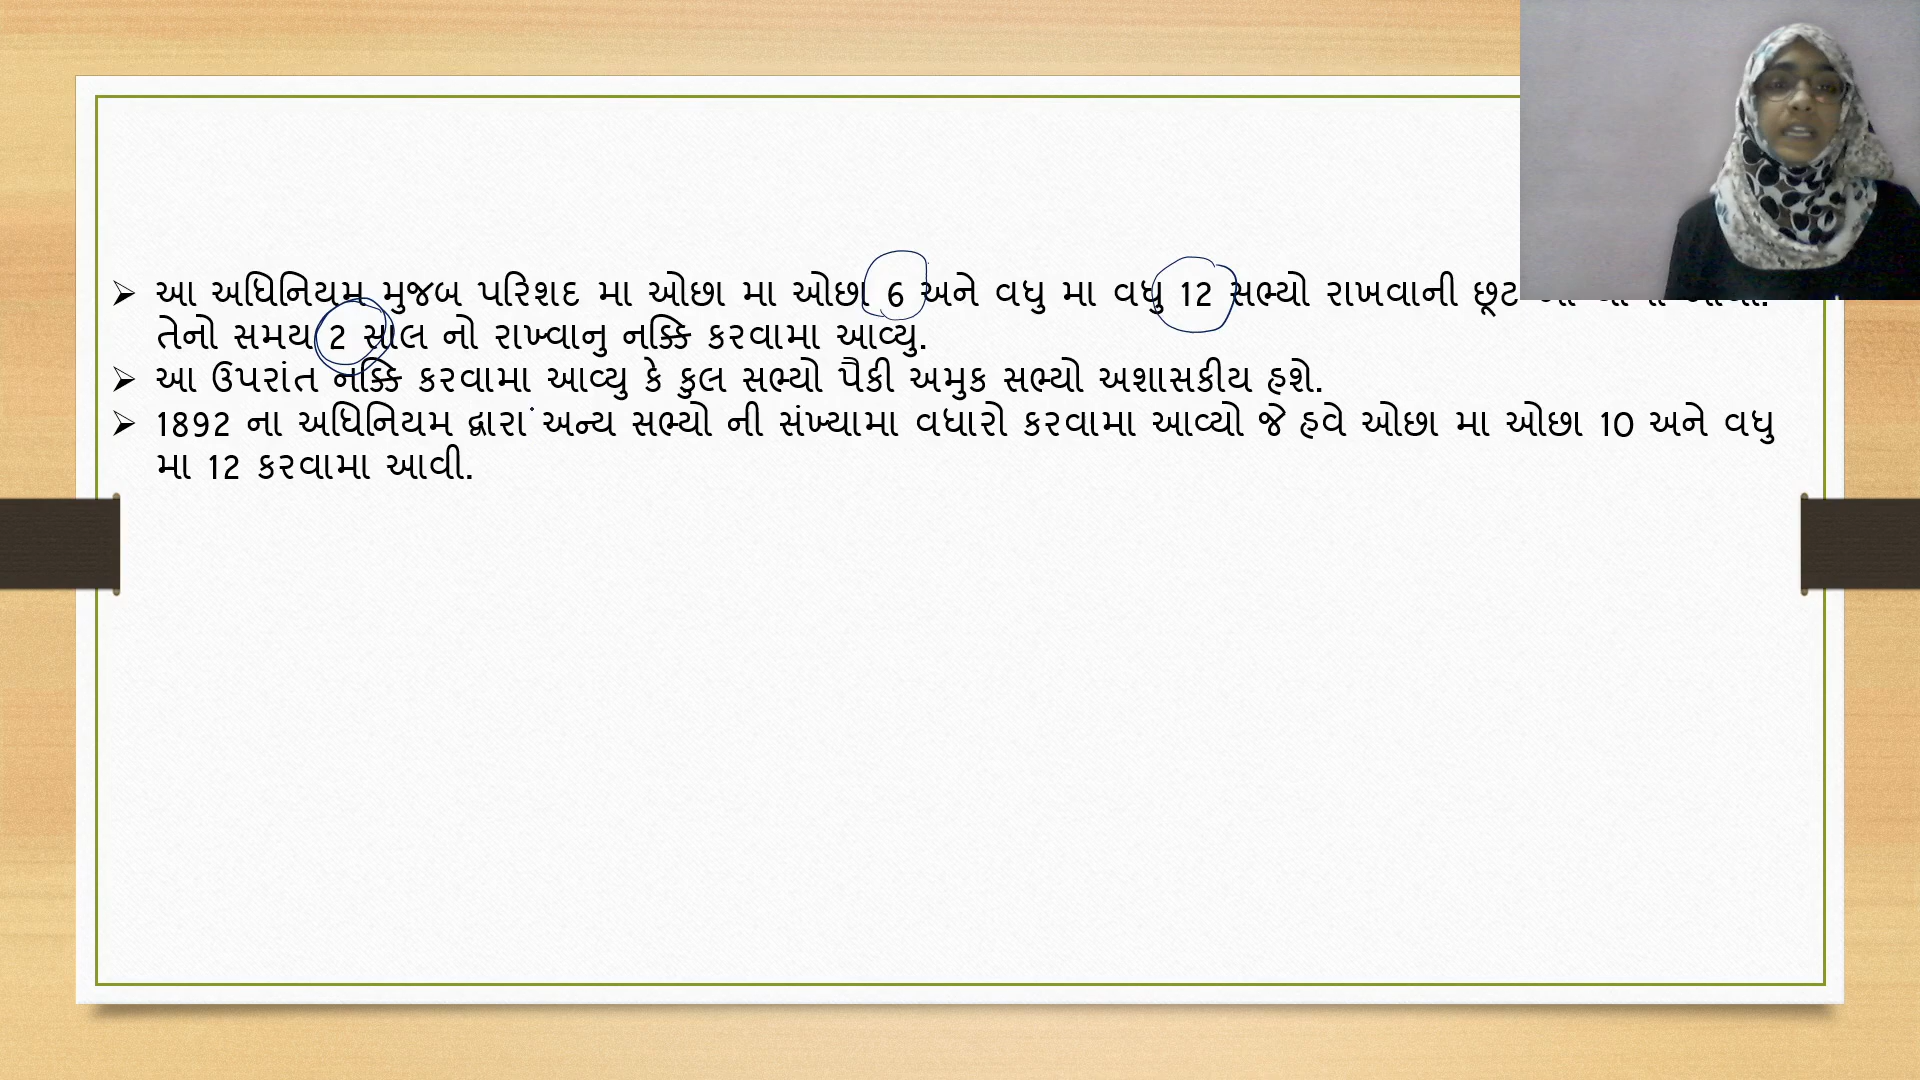 ➢ આ અધિનિયમ મુજબ પરિશદ મા ઓછા મા ઓછા 6 અને વધુ મા વધુ 12 સભ્યો રાખવાની છૂટ
તેનો સમય 2 સાલ નો રાખ્વાનુ નક્કિ કરવામા આવ્યુ.
➢ આ ઉપરાંત નક્કિ કરવામા આવ્યુ કે કુલ સભ્યો પૈકી અમુક સભ્યો અશાસકીય હશે.
➢ 1892 ના અધિનિયમ દ્વારા અન્ય સભ્યો ની સંખ્યામા વધારો કરવામા આવ્યો જે હવે ઓછા મા ઓછા 10 અને વધુ
મા 12 કરવામા આવી.